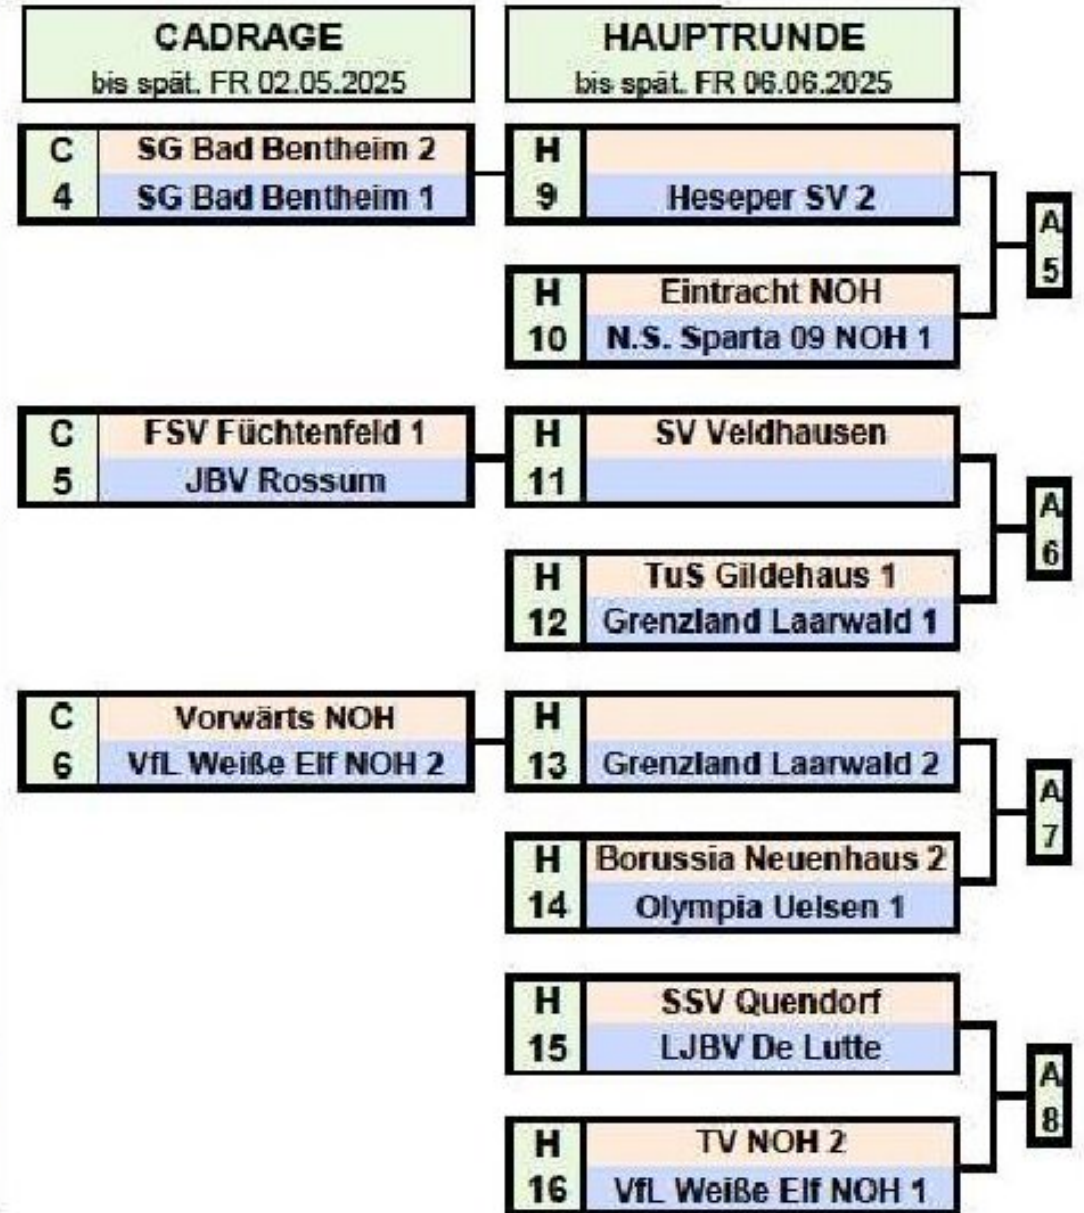 CADRAGE
bis spät. FR 02.05.2025
HAUPTRUNDE
bis spät. FR 06.06.2025
C SG Bad Bentheim 2
4 SG Bad Bentheim 1
H
9 Heseper SV 2
A
5
H Eintracht NOH
10 N.S. Sparta 09 NOH 1
C FSV Füchtenfeld 1
5 JBV Rossum
H SV Veldhausen
11
A
6
H TuS Gildehaus 1
12 Grenzland Laarwald 1
C Vorwärts NOH
6 VfL Weiße Elf NOH 2
H
13 Grenzland Laarwald 2
A
7
H Borussia Neuenhaus 2
14 Olympia Uelsen 1
H SSV Quendorf
15 LJBV De Lutte
A
8
H TV NOH 2
16 VfL Weiße Elf NOH 1